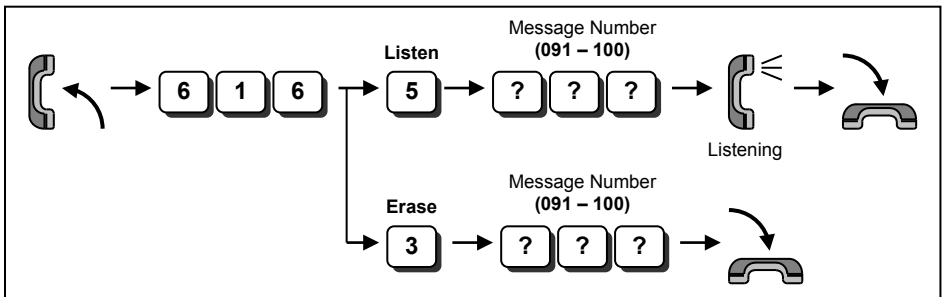 Message Number
Listen (091 – 100)
6 1 6 5 ? ? ?
Listening
Message Number
Erase (091 – 100)
3 ? ? ?